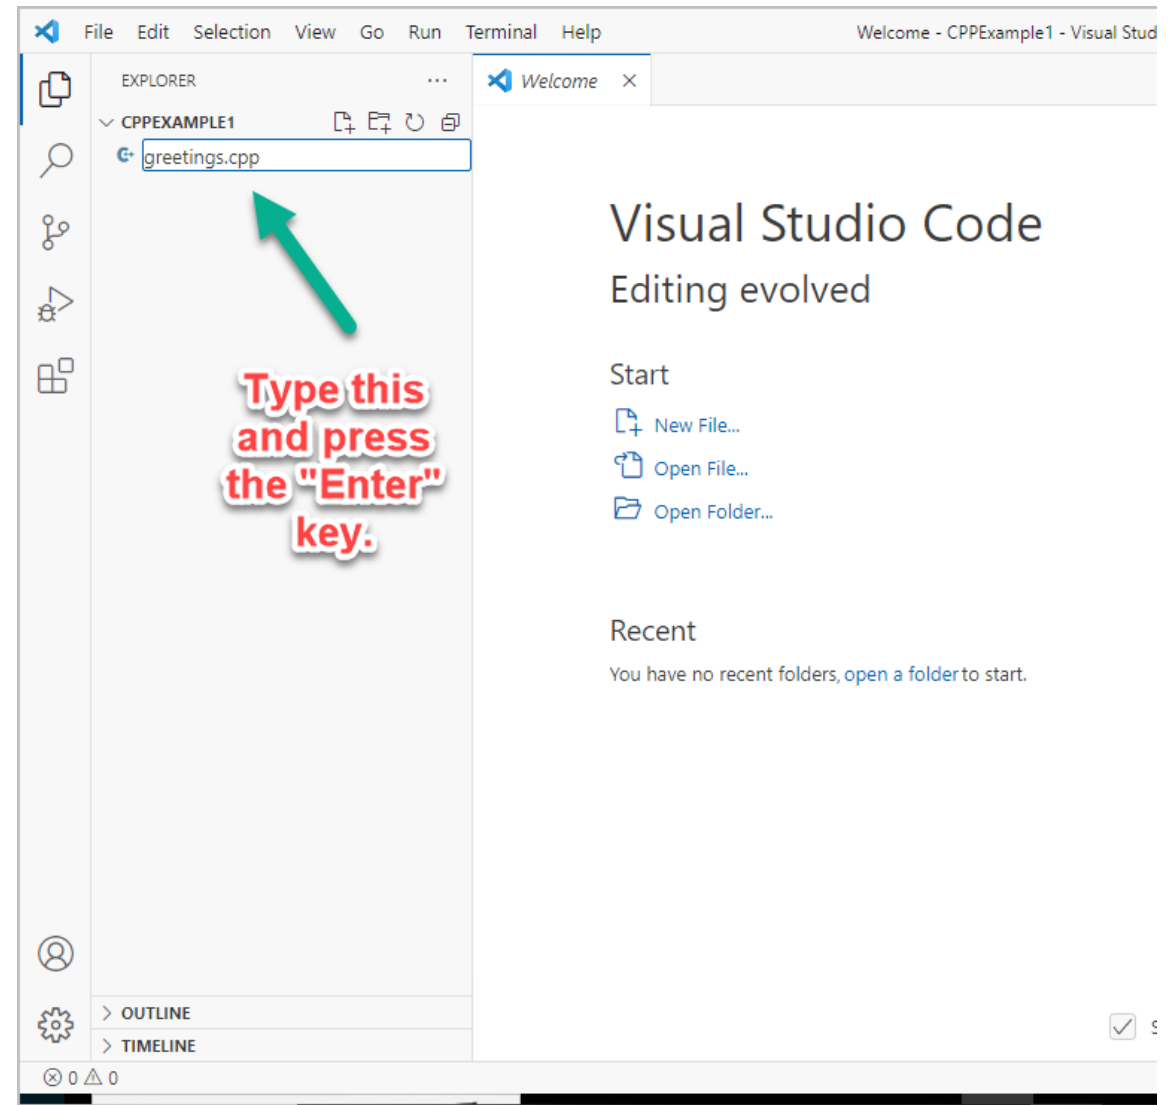 File Edit Selection View Go Run Terminal Help
Welcome - CPPExample1 - Visual Stud
EXPLORER
Welcome
CPPEXAMPLE1
greetings.cpp
Type this
and press
the "Enter"
key.
Visual Studio Code
Editing evolved
Start
New File...
Open File...
Open Folder...
Recent
You have no recent folders, open a folder to start.
OUTLINE
TIMELINE
0 0